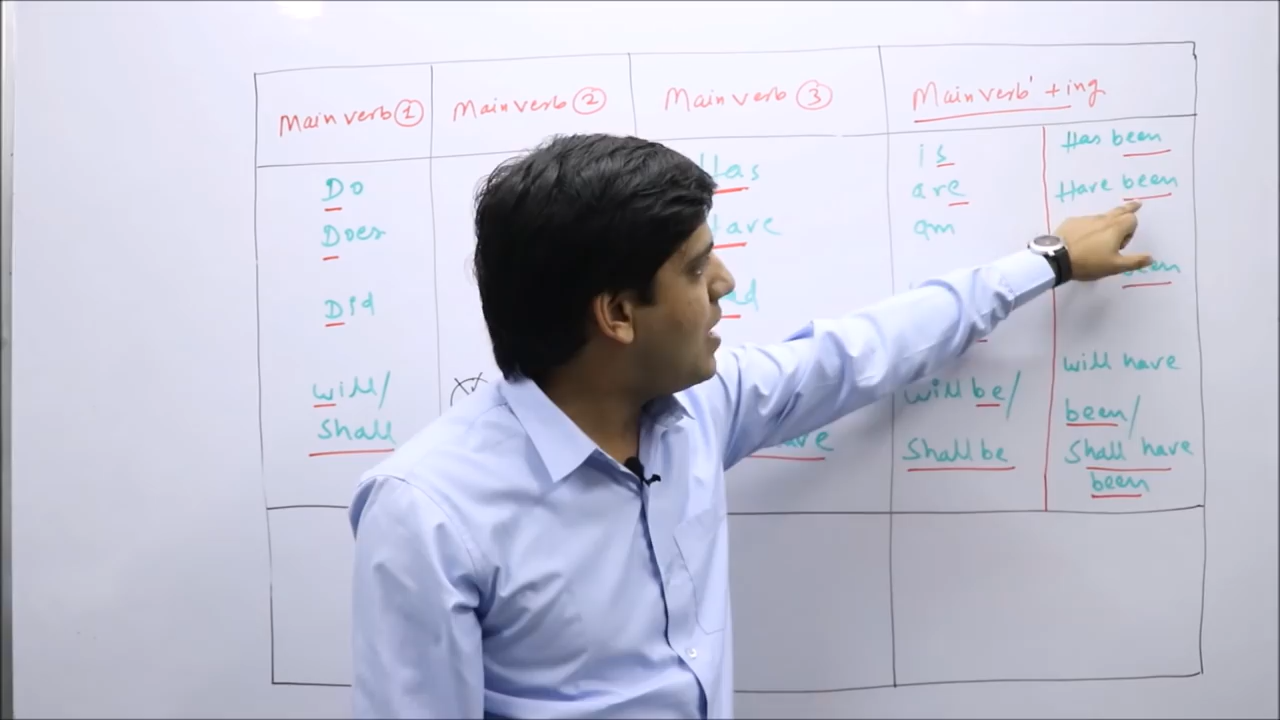 Main verb ①
Main verb ②
Main verb ③
Main verb' + ing
Do
Does
Did
will/
Shall
Has
is
are
am
will be/
Shall be
Has been
Have been
been
will have
been/
Shall have
been